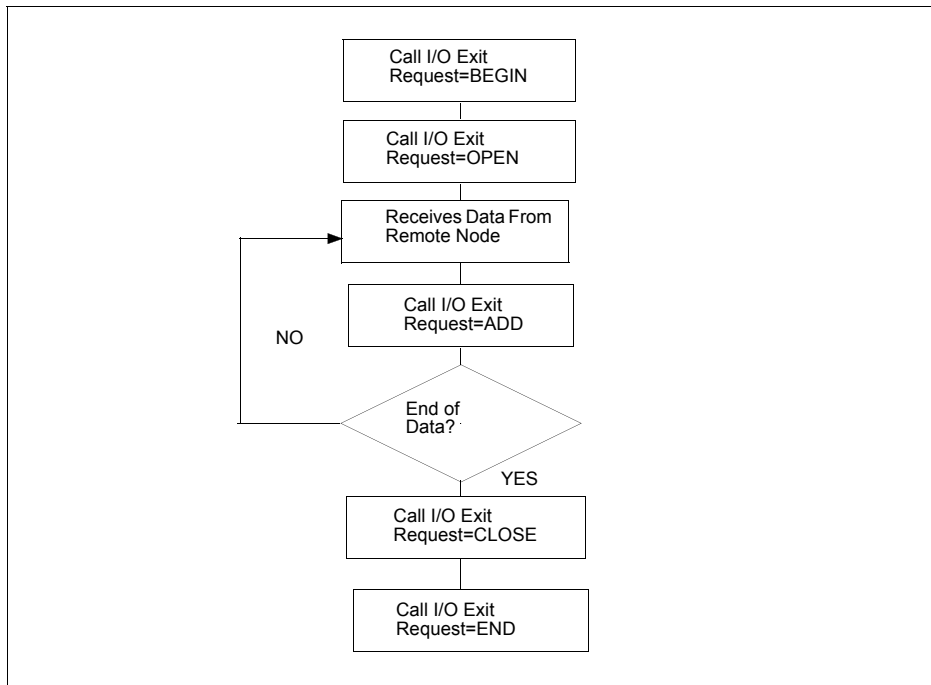 Call I/O Exit
Request=BEGIN
Call I/O Exit
Request=OPEN
Receives Data From
Remote Node
Call I/O Exit
Request=ADD
NO
End of
Data?
YES
Call I/O Exit
Request=CLOSE
Call I/O Exit
Request=END